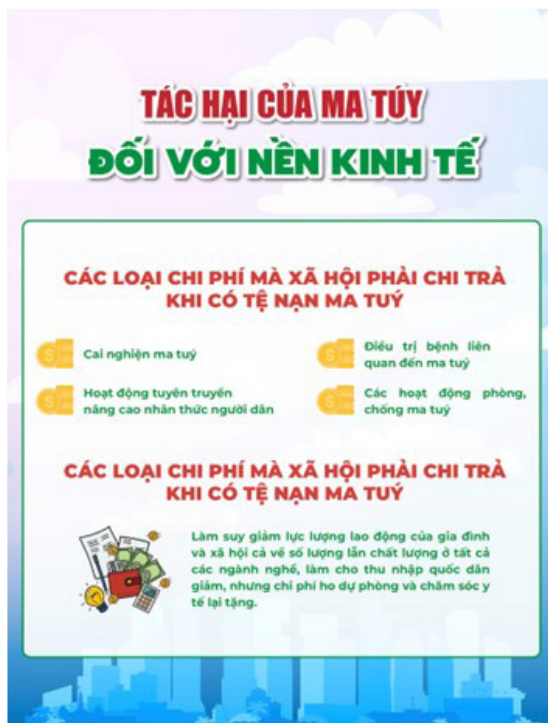 TÁC HẠI CỦA MA TÚY
ĐỐI VỚI NỀN KINH TẾ
CÁC LOẠI CHI PHÍ MÀ XÃ HỘI PHẢI CHI TRẢ
KHI CÓ TỆ NẠN MA TUÝ
Cai nghiện ma tuý
Điều trị bệnh liên
quan đến ma tuý
Hoạt động tuyên truyền
nâng cao nhân thức người dân
Các hoạt động phòng,
chống ma tuý
CÁC LOẠI CHI PHÍ MÀ XÃ HỘI PHẢI CHI TRẢ
KHI CÓ TỆ NẠN MA TUÝ
Làm suy giảm lực lượng lao động của gia đình
và xã hội cả về số lượng lẫn chất lượng ở tất cả
các ngành nghề, làm cho thu nhập quốc dân
giảm, nhưng chi phí ho dự phòng và chăm sóc y
tế lại tặng.